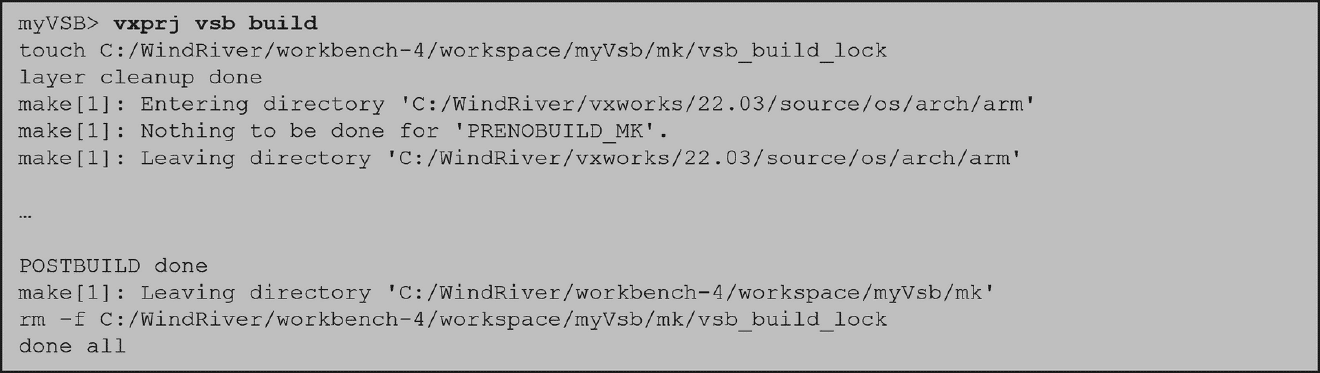 myVSB> vxprj vsb build
touch C:/WindRiver/workbench-4/workspace/myVsb/mk/vsb_build_lock
layer cleanup done
make[1]: Entering directory 'C:/WindRiver/vxworks/22.03/source/os/arch/arm'
make[1]: Nothing to be done for 'PRENOBUILD_MK'.
make[1]: Leaving directory 'C:/WindRiver/vxworks/22.03/source/os/arch/arm'
…
POSTBUILD done
make[1]: Leaving directory 'C:/WindRiver/workbench-4/workspace/myVsb/mk'
rm –f C:/WindRiver/workbench-4/workspace/myVsb/mk/vsb_build_lock
done all